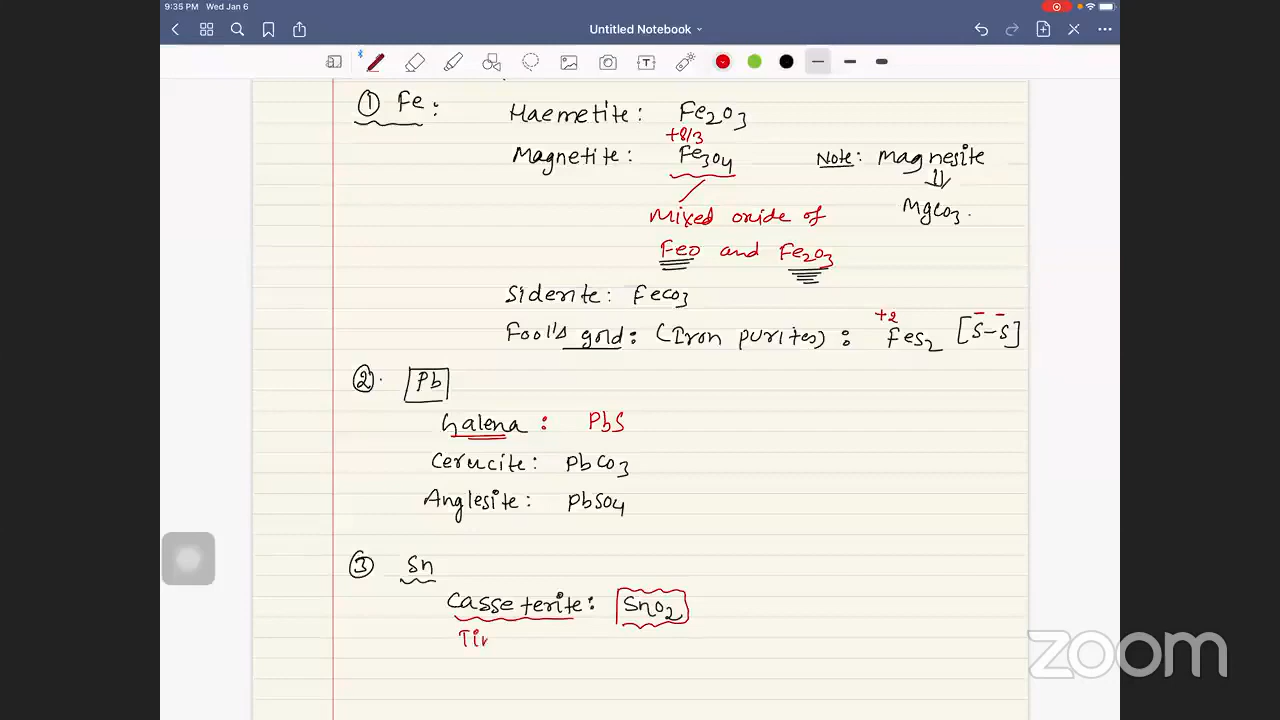 9:35 PM Wed Jan 6
Untitled Notebook
① Fe:
Haemetite: Fe2O3
+8/3
Magnetite: Fe3O4 Note: magnesite
⇓
MgCO3.
Mixed oxide of
FeO and Fe2O3
Siderite: FeCO3
Fool's gold: (Iron pyrites): +2 FeS2 [S⁻-S⁻]
②. Pb
Galena: PbS
Cerucite: PbCO3
Anglesite: PbSO4
③ Sn
Casseterite: SnO2
Tin
zoom